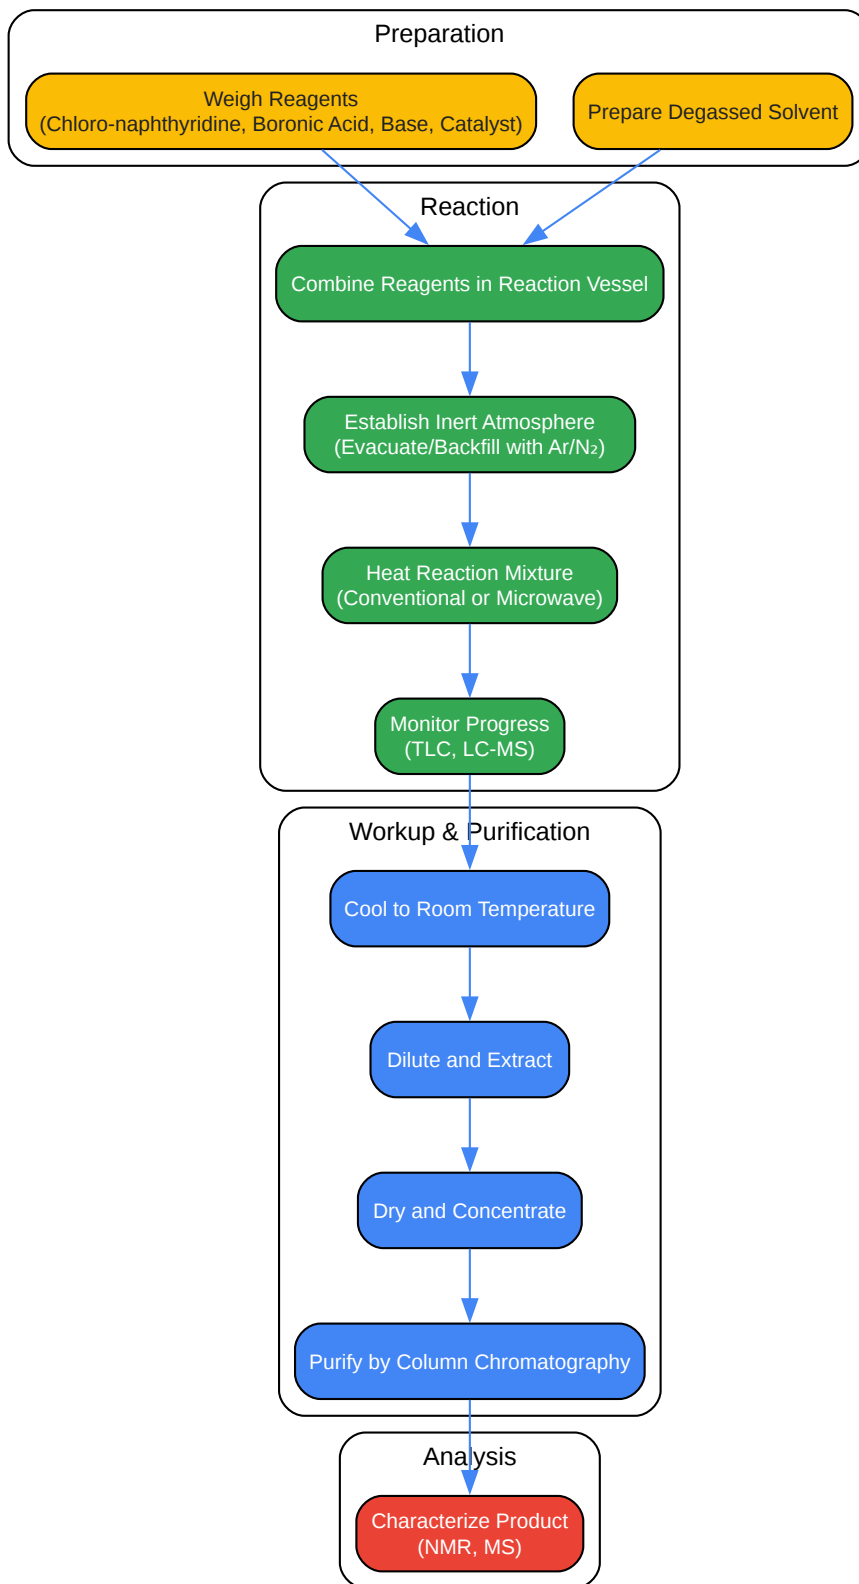 Preparation
Weigh Reagents
(Chloro-naphthyridine, Boronic Acid, Base, Catalyst)
Prepare Degassed Solvent
Reaction
Combine Reagents in Reaction Vessel
Establish Inert Atmosphere
(Evacuate/Backfill with Ar/N₂)
Heat Reaction Mixture
(Conventional or Microwave)
Monitor Progress
(TLC, LC-MS)
Workup & Purification
Cool to Room Temperature
Dilute and Extract
Dry and Concentrate
Purify by Column Chromatography
Analysis
Characterize Product
(NMR, MS)